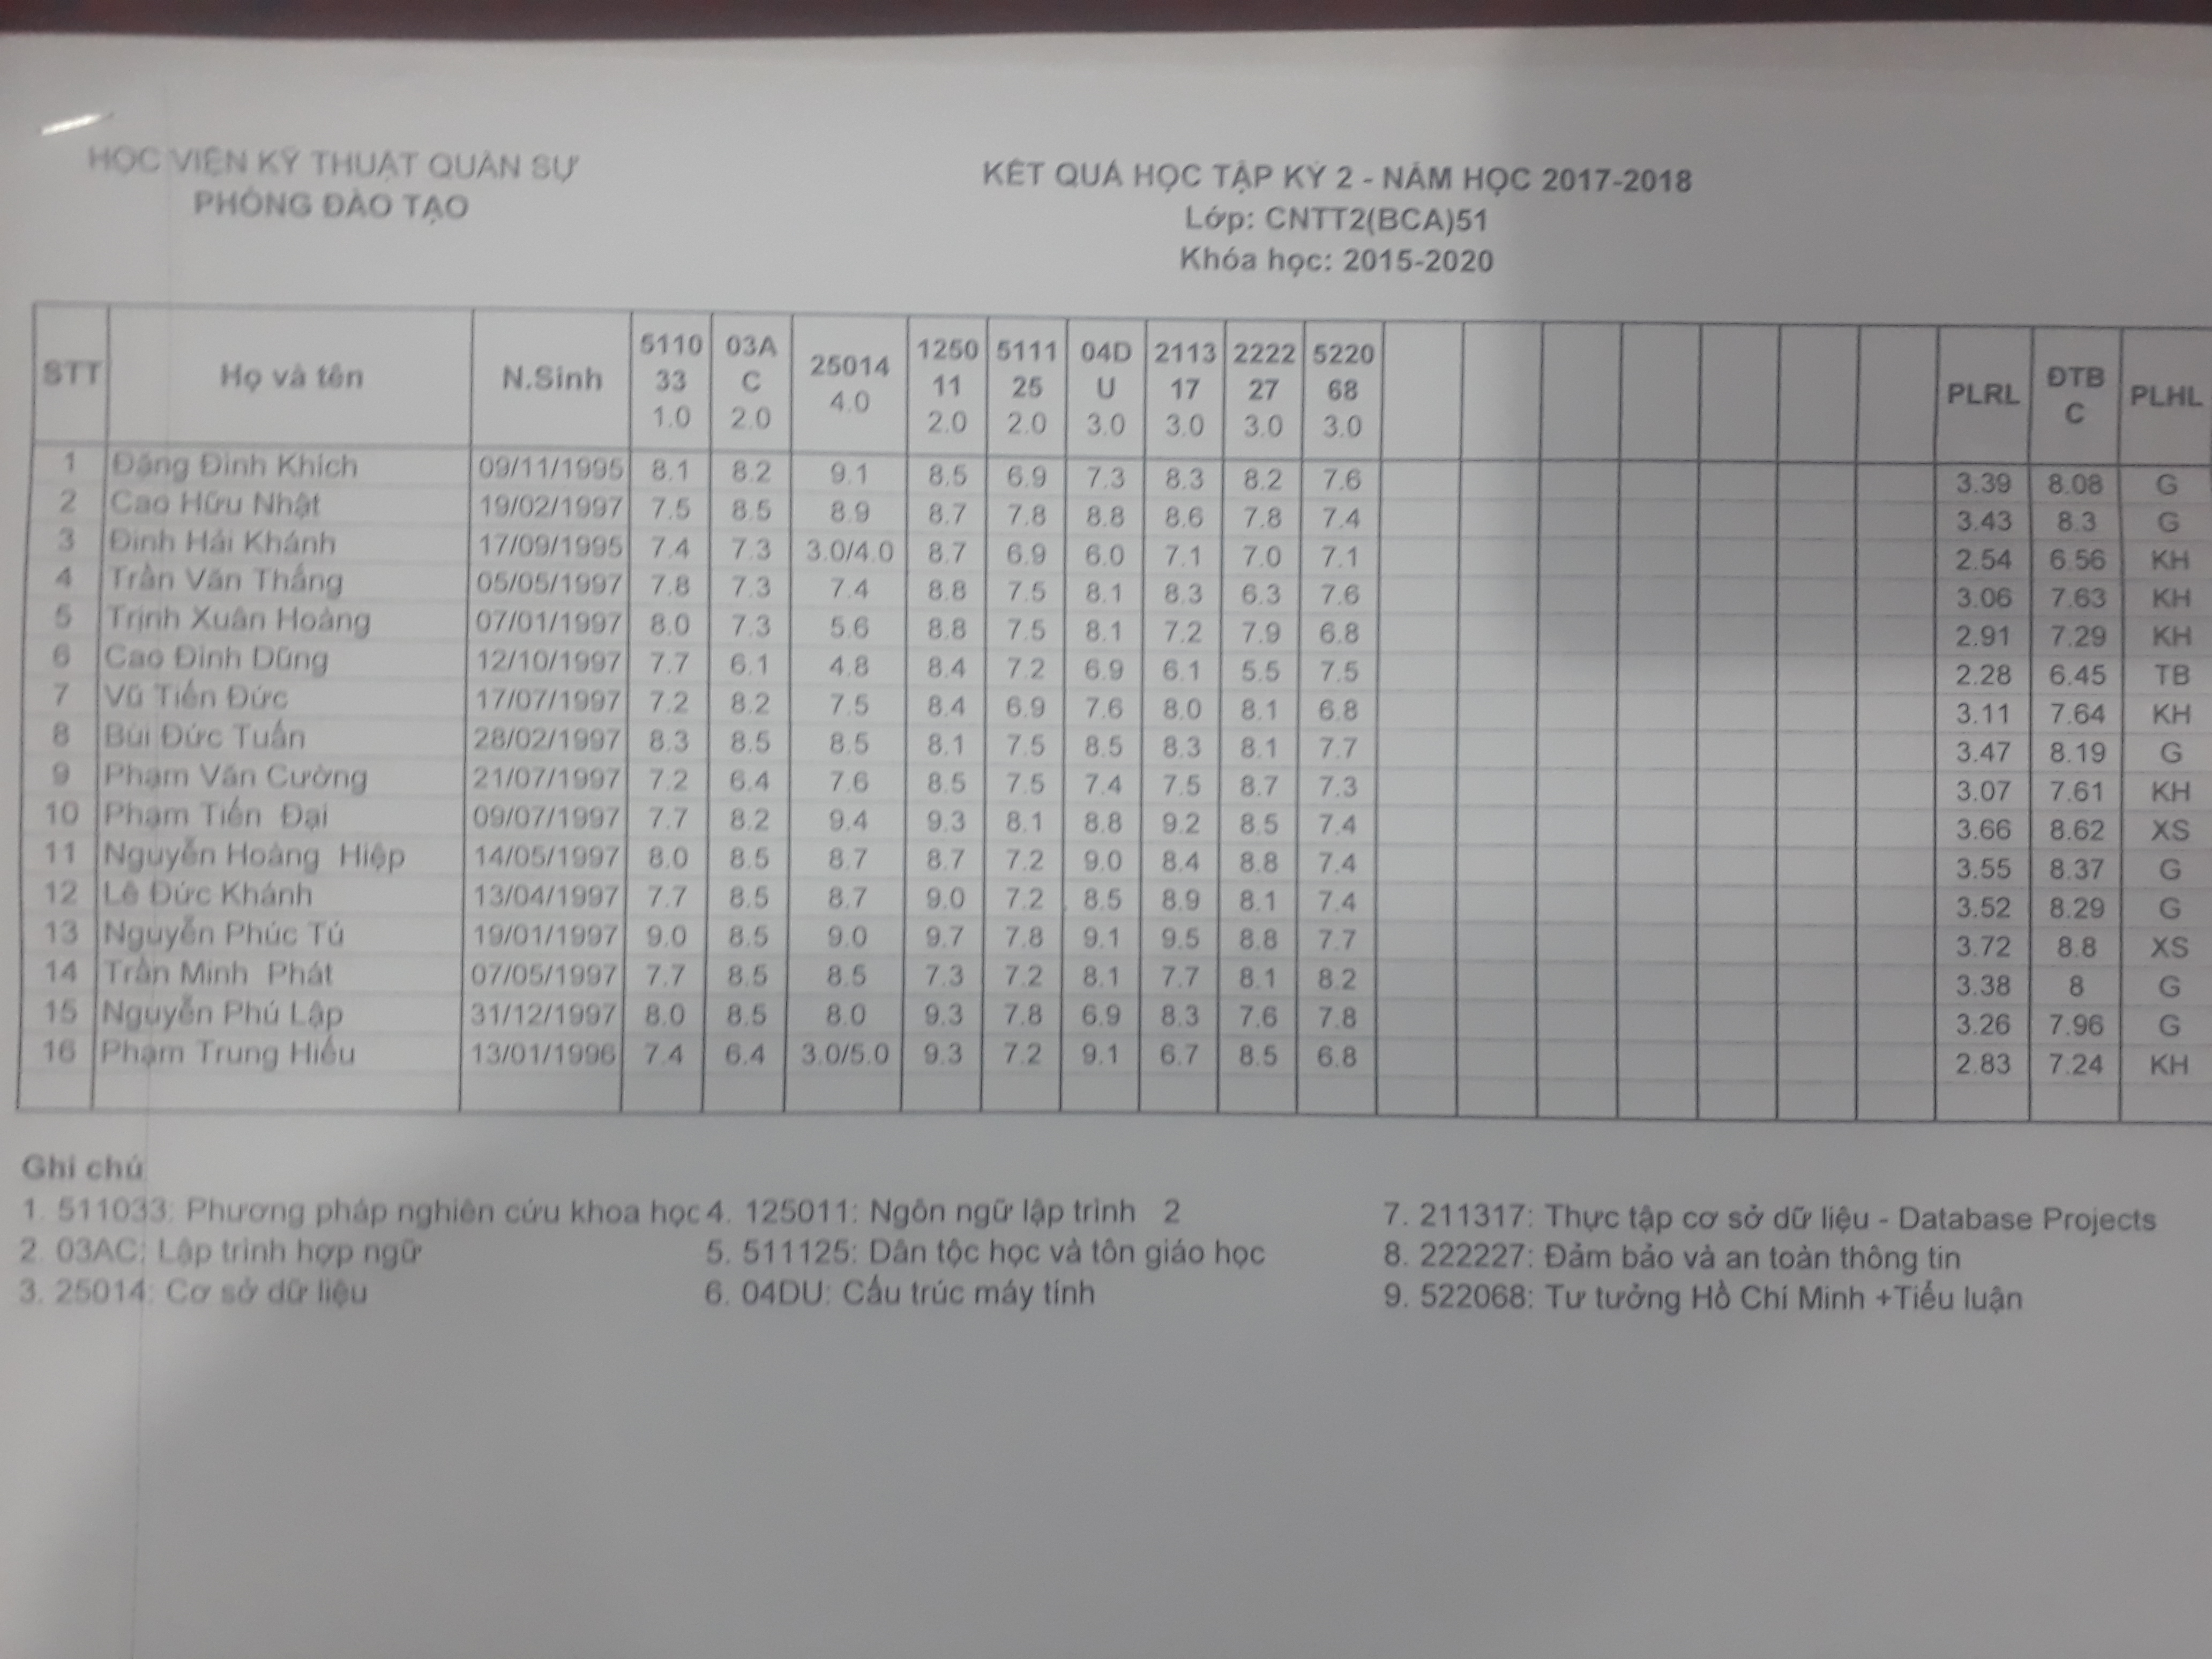 HỌC VIỆN KỸ THUẬT QUÂN SỰ
PHÒNG ĐÀO TẠO
KẾT QUẢ HỌC TẬP KỲ 2 - NĂM HỌC 2017-2018
Lớp: CNTT2(BCA)51
Khóa học: 2015-2020
STT Họ và tên N.Sinh 511033 1.0 03AC 2.0 25014 4.0 125011 2.0 511125 2.0 04DU 3.0 211317 3.0 222227 3.0 522068 3.0 PLRL ĐTBC PLHL
1 Đặng Đình Khích 09/11/1995 8.1 8.2 9.1 8.5 6.9 7.3 8.3 8.2 7.6 3.39 8.08 G
2 Cao Hữu Nhật 19/02/1997 7.5 8.5 8.9 8.7 7.8 8.8 8.6 7.8 7.4 3.43 8.3 G
3 Đinh Hải Khánh 17/09/1995 7.4 7.3 3.0/4.0 8.7 6.9 6.0 7.1 7.0 7.1 2.54 6.56 KH
4 Trần Văn Thắng 05/05/1997 7.8 7.3 7.4 8.8 7.5 8.1 8.3 6.3 7.6 3.06 7.63 KH
5 Trịnh Xuân Hoàng 07/01/1997 8.0 7.3 5.6 8.8 7.5 8.1 7.2 7.9 6.8 2.91 7.29 KH
6 Cao Đình Dũng 12/10/1997 7.7 6.1 4.8 8.4 7.2 6.9 6.1 5.5 7.5 2.28 6.45 TB
7 Vũ Tiến Đức 17/07/1997 7.2 8.2 7.5 8.4 6.9 7.6 8.0 8.1 6.8 3.11 7.64 KH
8 Bùi Đức Tuấn 28/02/1997 8.3 8.5 8.5 8.1 7.5 8.5 8.3 8.1 7.7 3.47 8.19 G
9 Phạm Văn Cường 21/07/1997 7.2 6.4 7.6 8.5 7.5 7.4 7.5 8.7 7.3 3.07 7.61 KH
10 Phạm Tiến Đại 09/07/1997 7.7 8.2 9.4 9.3 8.1 8.8 9.2 8.5 7.4 3.66 8.62 XS
11 Nguyễn Hoàng Hiệp 14/05/1997 8.0 8.5 8.7 8.7 7.2 9.0 8.4 8.8 7.4 3.55 8.37 G
12 Lê Đức Khánh 13/04/1997 7.7 8.5 8.7 9.0 7.2 8.5 8.9 8.1 7.4 3.52 8.29 G
13 Nguyễn Phúc Tú 19/01/1997 9.0 8.5 9.0 9.7 7.8 9.1 9.5 8.8 7.7 3.72 8.8 XS
14 Trần Minh Phát 07/05/1997 7.7 8.5 8.5 7.3 7.2 8.1 7.7 8.1 8.2 3.38 8 G
15 Nguyễn Phú Lập 31/12/1997 8.0 8.5 8.0 9.3 7.8 6.9 8.3 7.6 7.8 3.26 7.96 G
16 Phạm Trung Hiếu 13/01/1996 7.4 6.4 3.0/5.0 9.3 7.2 9.1 6.7 8.5 6.8 2.83 7.24 KH
Ghi chú
1. 511033: Phương pháp nghiên cứu khoa học
2. 03AC: Lập trình hợp ngữ
3. 25014: Cơ sở dữ liệu
4. 125011: Ngôn ngữ lập trình 2
5. 511125: Dân tộc học và tôn giáo học
6. 04DU: Cấu trúc máy tính
7. 211317: Thực tập cơ sở dữ liệu - Database Projects
8. 222227: Đảm bảo và an toàn thông tin
9. 522068: Tư tưởng Hồ Chí Minh +Tiểu luận